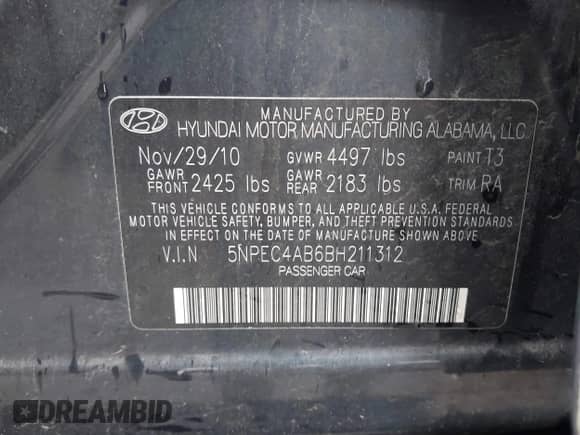 MANUFACTURED BY
HYUNDAI MOTOR MANUFACTURING ALABAMA, LLC
Nov/29/10 GVWR 4497 lbs PAINT T3
GAWR FRONT 2425 lbs GAWR REAR 2183 lbs TRIM RA
THIS VEHICLE CONFORMS TO ALL APPLICABLE U.S.A. FEDERAL
MOTOR VEHICLE SAFETY, BUMPER, AND THEFT PREVENTION STANDARDS
IN EFFECT ON THE DATE OF MANUFACTURE SHOWN ABOVE
V.I.N 5NPEC4AB6BH211312
PASSENGER CAR
DREAMBID